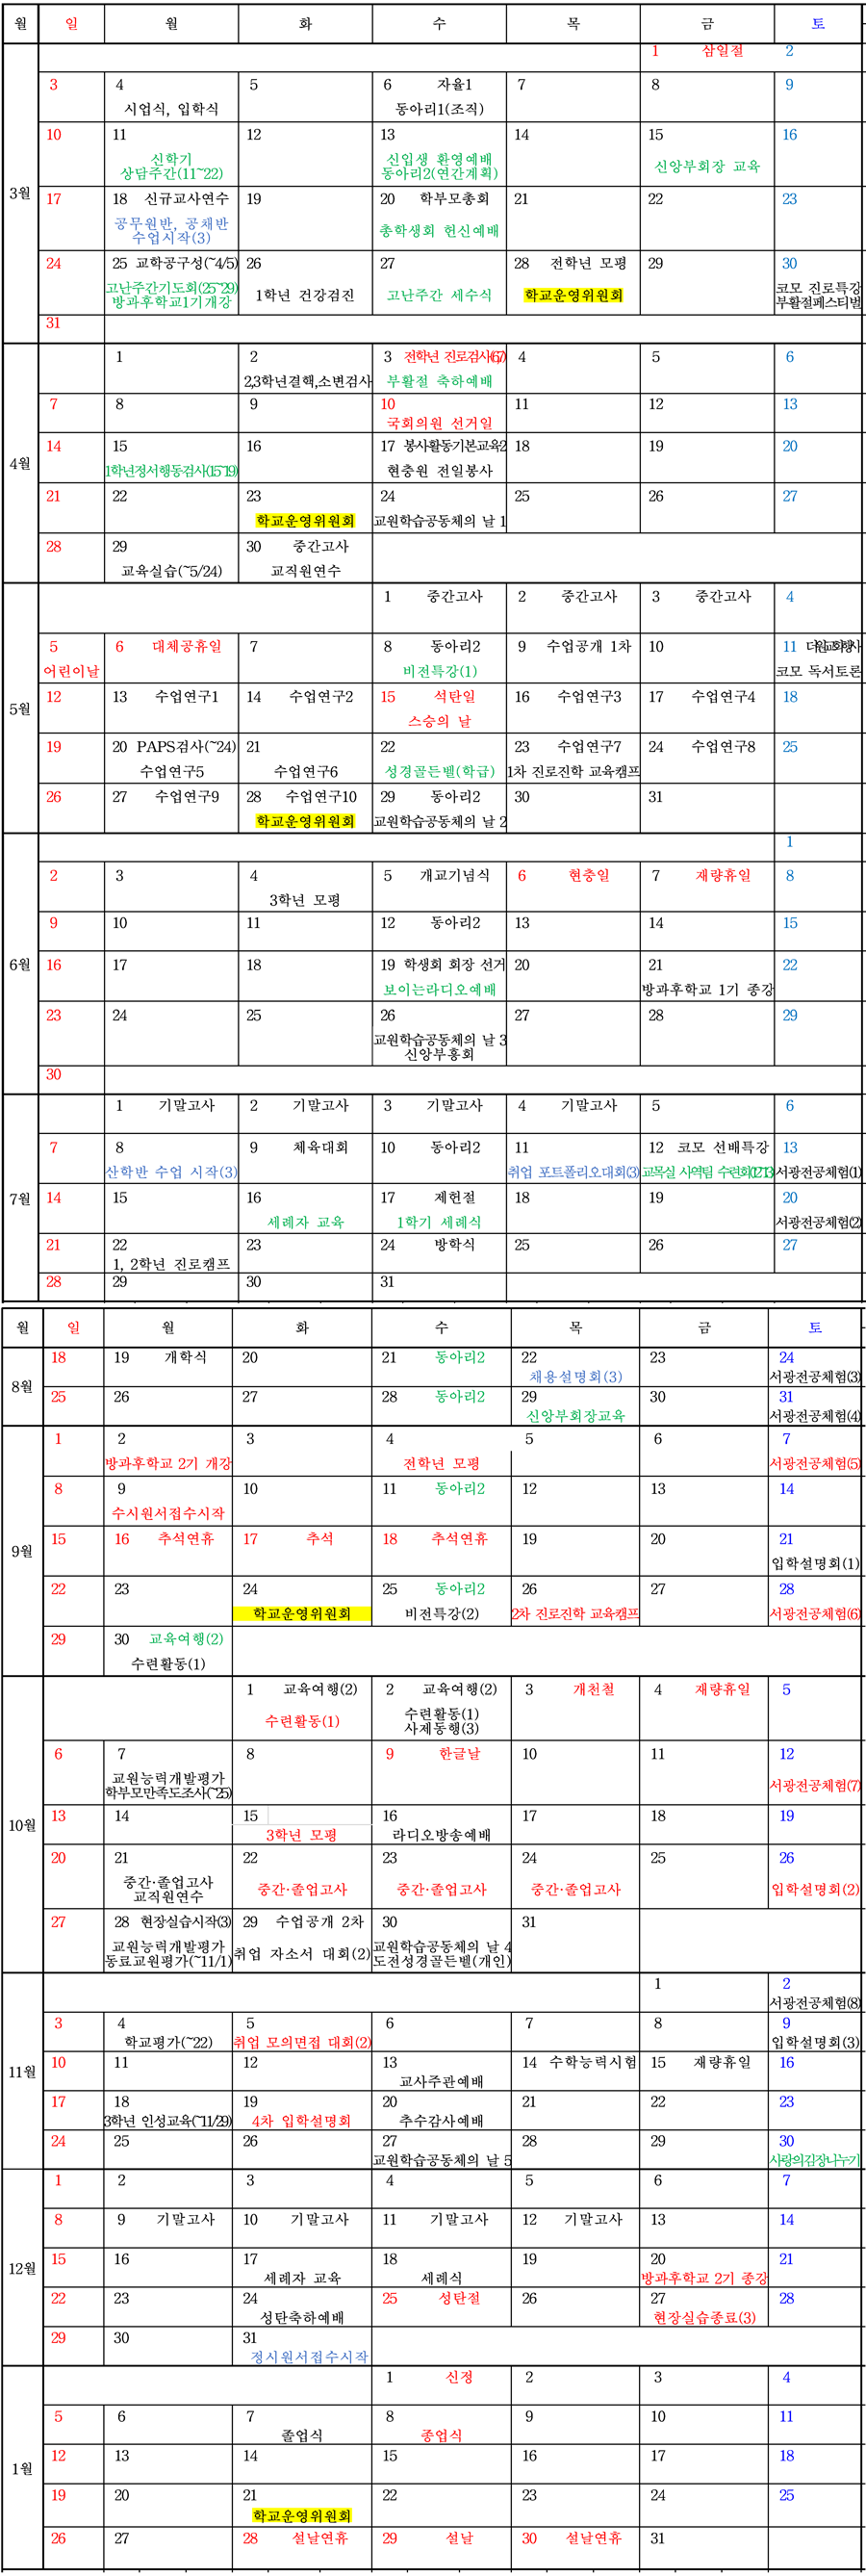 월 일 월 화 수 목 금 토
3월
1 삼일절 2
3 4 5 6 자율1 7 8 9
시업식, 입학식 동아리1(조직)
10 11 12 13 14 15 16
신학기 신입생 환영예배 신앙부회장 교육
상담주간(11~22) 동아리2(연간계획)
17 18 신규교사연수 19 20 학부모총회 21 22 23
공무원반, 공채반 총학생회 헌신예배
수업시작(3)
24 25 교학공구성(~4/5) 26 27 28 전학년 모평 29 30
고난주간기도회(25~29) 1학년 건강검진 고난주간 세수식 학교운영위원회 코모 진로특강
방과후학교1기개강 부활절페스티벌
31
4월
1 2 3 전학년 진로검사(6,7) 4 5 6
2,3학년결핵,소변검사 부활절 축하예배
7 8 9 10 11 12 13
국회의원 선거일
14 15 16 17 봉사활동기본교육2 18 19 20
1학년정서행동검사(15~19) 현충원 전일봉사
21 22 23 24 25 26 27
학교운영위원회 교원학습공동체의 날 1
28 29 30 중간고사
교육실습(~5/24) 교직원연수
5월
1 중간고사 2 중간고사 3 중간고사 4
5 6 대체공휴일 7 8 동아리2 9 수업공개 1차 10 11
어린이날 비전특강(1) 코모 독서토론
12 13 수업연구1 14 수업연구2 15 석탄일 16 수업연구3 17 수업연구4 18
스승의 날
19 20 PAPS검사(~24) 21 22 23 수업연구7 24 수업연구8 25
수업연구5 수업연구6 성경골든벨(학급) 1차 진로진학 교육캠프
26 27 수업연구9 28 수업연구10 29 동아리2 30 31
학교운영위원회 교원학습공동체의 날 2
6월
1
2 3 4 5 개교기념식 6 현충일 7 재량휴일 8
3학년 모평
9 10 11 12 동아리2 13 14 15
16 17 18 19 학생회 회장 선거 20 21 22
보이는라디오예배 방과후학교 1기 종강
23 24 25 26 27 28 29
교원학습공동체의 날 3
신앙부흥회
30
7월
1 기말고사 2 기말고사 3 기말고사 4 기말고사 5 6
7 8 9 체육대회 10 동아리2 11 12 코모 선배특강 13
산학반 수업 시작(3) 취업 포트폴리오대회(3) 교목실 사역팀 수련회(12,13) 서광전공체험(1)
14 15 16 17 제헌절 18 19 20
세례자 교육 1학기 세례식 서광전공체험(2)
21 22 23 24 방학식 25 26 27
1, 2학년 진로캠프
28 29 30 31
월 일 월 화 수 목 금 토
8월
18 19 개학식 20 21 동아리2 22 23 24
채용설명회(3) 서광전공체험(3)
25 26 27 28 동아리2 29 30 31
신앙부회장교육 서광전공체험(4)
9월
1 2 3 4 5 6 7
방과후학교 2기 개강 전학년 모평 서광전공체험(5)
8 9 10 11 동아리2 12 13 14
수시원서접수시작
15 16 추석연휴 17 추석 18 추석연휴 19 20 21
입학설명회(1)
22 23 24 25 동아리2 26 27 28
학교운영위원회 비전특강(2) 2차 진로진학 교육캠프 서광전공체험(6)
29 30 교육여행(2)
수련활동(1)
10월
1 교육여행(2) 2 교육여행(2) 3 개천철 4 재량휴일 5
수련활동(1) 수련활동(1)
사제동행(3)
6 7 8 9 한글날 10 11 12
교원능력개발평가 서광전공체험(7)
학부모만족도조사(~25)
13 14 15 16 17 18 19
3학년 모평 라디오방송예배
20 21 22 23 24 25 26
중간·졸업고사 중간·졸업고사 중간·졸업고사 중간·졸업고사 입학설명회(2)
교직원연수
27 28 현장실습시작(3) 29 수업공개 2차 30 31
교원능력개발평가 취업 자소서 대회(2) 교원학습공동체의 날 4
동료교원평가(~11/1) 도전성경골든벨(개인)
11월
1 2
서광전공체험(8)
3 4 5 6 7 8 9
학교평가(~22) 취업 모의면접 대회(2) 입학설명회(3)
10 11 12 13 14 수학능력시험 15 재량휴일 16
교사주관예배
17 18 19 20 21 22 23
3학년 인성교육(~11/29) 4차 입학설명회 추수감사예배
24 25 26 27 28 29 30
교원학습공동체의 날 5 사랑의김장나누기
12월
1 2 3 4 5 6 7
8 9 기말고사 10 기말고사 11 기말고사 12 기말고사 13 14
15 16 17 18 19 20 21
세례자 교육 세례식 방과후학교 2기 종강
22 23 24 25 성탄절 26 27 28
성탄축하예배 현장실습종료(3)
29 30 31
정시원서접수시작
1월
1 신정 2 3 4
5 6 7 8 9 10 11
졸업식 종업식
12 13 14 15 16 17 18
19 20 21 22 23 24 25
학교운영위원회
26 27 28 설날연휴 29 설날 30 설날연휴 31